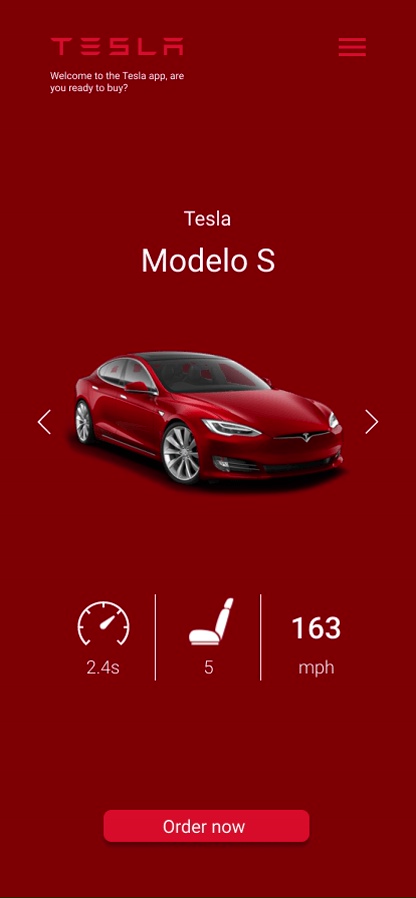 TESLA
Welcome to the Tesla app, are
you ready to buy?
Tesla
Modelo S
163
2.4s
5
mph
Order now